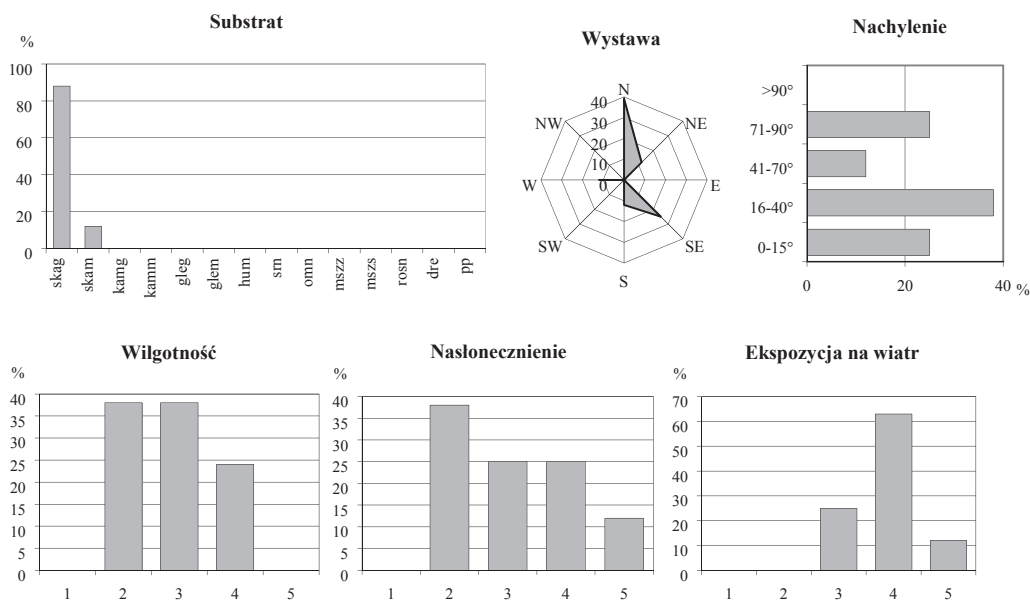 Substrat
%
100
80
60
40
20
0
skag
skam
kamg
kamm
gleg
glem
hum
srn
omn
mszz
mszs
rosn
dre
pp
Wystawa
N
NE
E
SE
S
SW
W
NW
40
30
20
10
0
Nachylenie
>90°
71-90°
41-70°
16-40°
0-15°
0 20 40 %
Wilgotność
%
40
35
30
25
20
15
10
5
0
1 2 3 4 5
Nasłonecznienie
%
40
35
30
25
20
15
10
5
0
1 2 3 4 5
Ekspozycja na wiatr
%
70
60
50
40
30
20
10
0
1 2 3 4 5